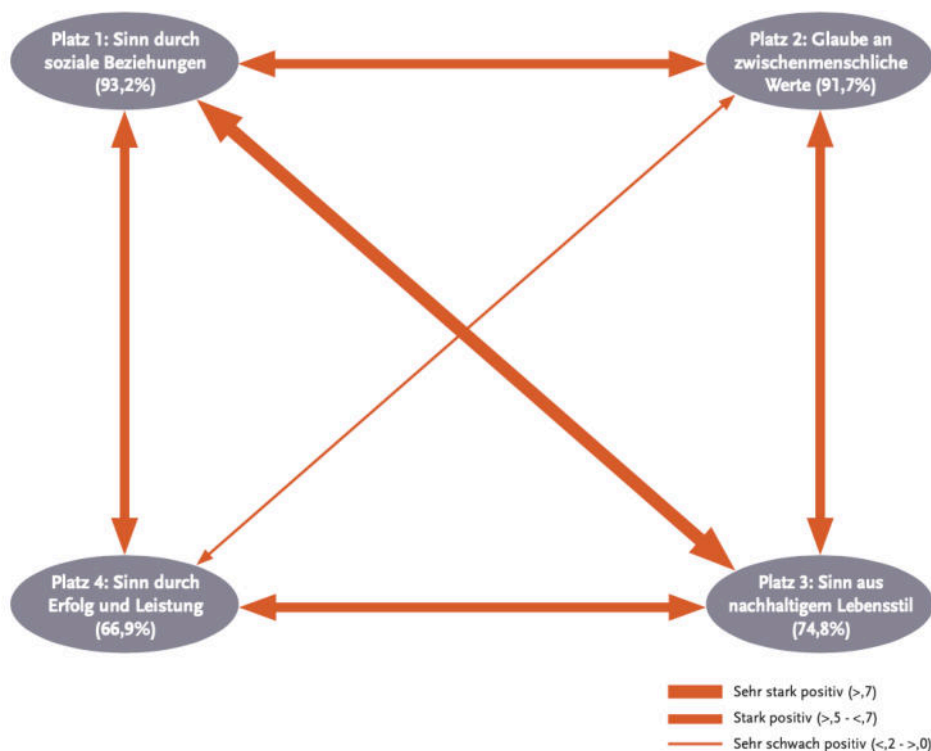 Platz 1: Sinn durch
soziale Beziehungen
(93,2%)
Platz 2: Glaube an
zwischenmenschliche
Werte (91,7%)
Platz 4: Sinn durch
Erfolg und Leistung
(66,9%)
Platz 3: Sinn aus
nachhaltigem Lebensstil
(74,8%)
Sehr stark positiv (>,7)
Stark positiv (>,5 - <,7)
Sehr schwach positiv (<,2 - >,0)